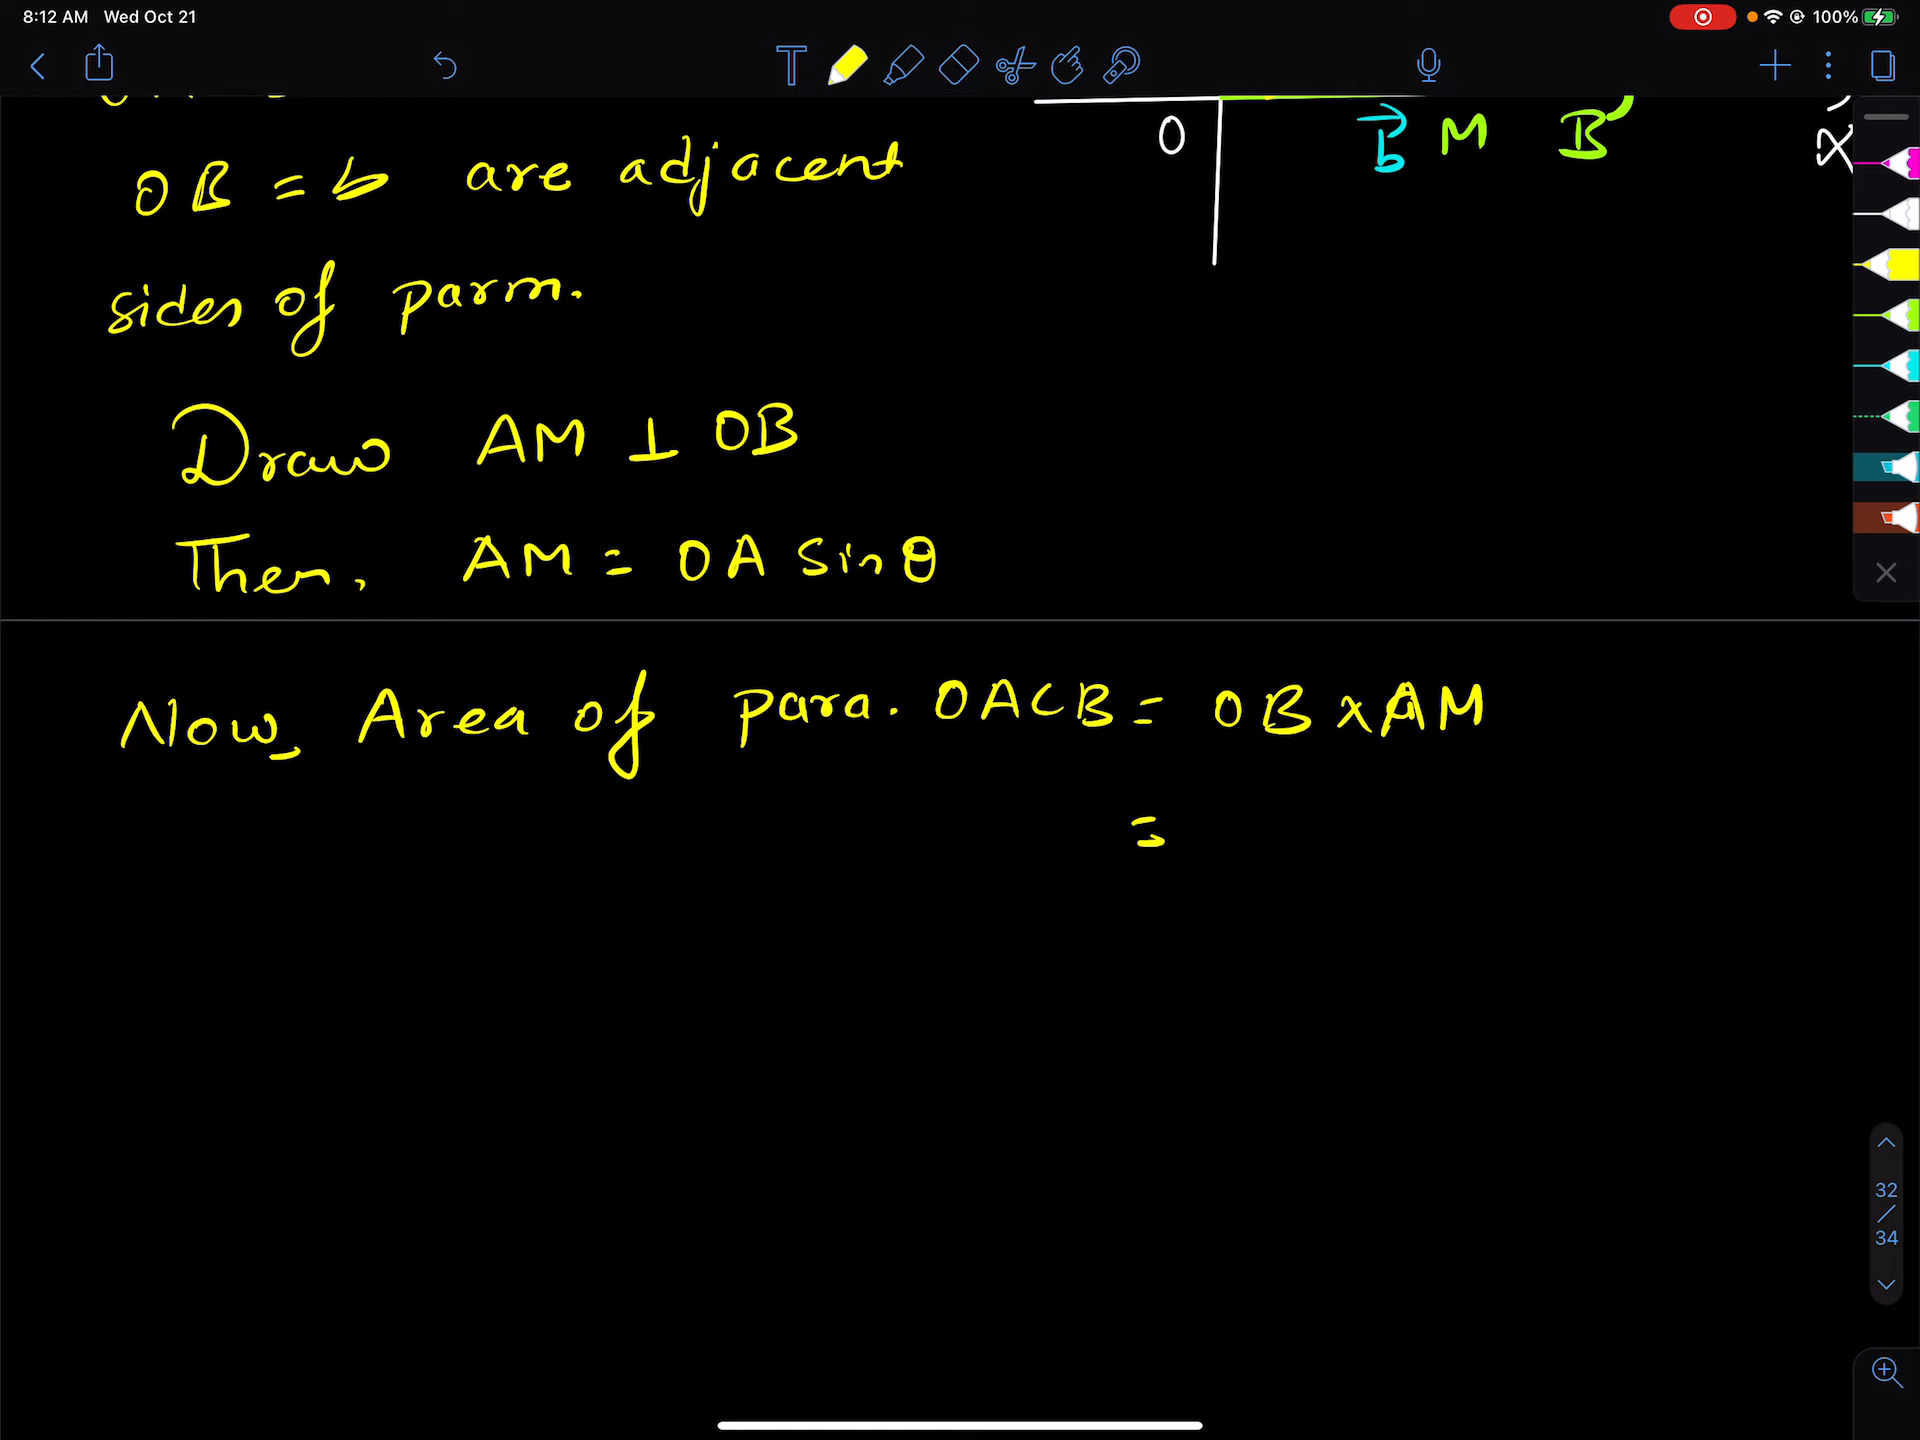 8:12 AM Wed Oct 21 100%
O b M B X
OB = b are adjacent
sides of parm.
Draw AM ⊥ OB
Then, AM = OA Sin θ
Now, Area of para. OACB = OB × AM
=
32
/
34